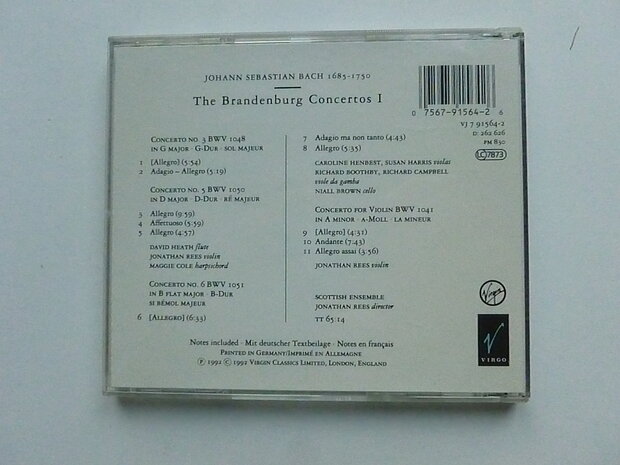 JOHANN SEBASTIAN BACH 1685-1750
The Brandenburg Concertos I
0 7567-91564-2 6
VJ 7 91564-2
D: 262 626
PM 830
LC 7873
CONCERTO NO. 3 BWV 1048
IN G MAJOR · G-DUR · SOL MAJEUR
1 [Allegro] (5:54)
2 Adagio – Allegro (5:19)
CONCERTO NO. 5 BWV 1050
IN D MAJOR · D-DUR · RÉ MAJEUR
3 Allegro (9:59)
4 Affettuoso (5:59)
5 Allegro (4:57)
DAVID HEATH flute
JONATHAN REES violin
MAGGIE COLE harpsichord
CONCERTO NO. 6 BWV 1051
IN B FLAT MAJOR · B-DUR
SI BÉMOL MAJEUR
6 [ALLEGRO] (6:33)
7 Adagio ma non tanto (4:43)
8 Allegro (5:35)
CAROLINE HENBEST, SUSAN HARRIS violas
RICHARD BOOTHBY, RICHARD CAMPBELL
viole da gamba
NIALL BROWN cello
CONCERTO FOR VIOLIN BWV 1041
IN A MINOR · A-MOLL · LA MINEUR
9 [Allegro] (4:31)
10 Andante (7:43)
11 Allegro assai (3:56)
JONATHAN REES violin
SCOTTISH ENSEMBLE
JONATHAN REES director
TT 65:14
Virgin
VIRGO
Notes included · Mit deutscher Textbeilage · Notes en français
PRINTED IN GERMANY/IMPRIMÉ EN ALLEMAGNE
Ⓟ 1992 © 1992 VIRGIN CLASSICS LIMITED, LONDON, ENGLAND